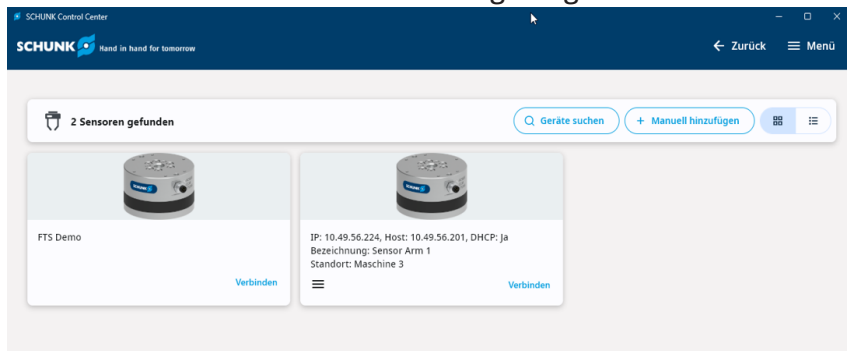 SCHUNK Control Center
SCHUNK Hand in hand for tomorrow
Zurück Menü
2 Sensoren gefunden
Geräte suchen
+ Manuell hinzufügen
SCHUNK
SCHUNK
FTS Demo
Verbinden
IP: 10.49.56.224, Host: 10.49.56.201, DHCP: Ja
Bezeichnung: Sensor Arm 1
Standort: Maschine 3
Verbinden